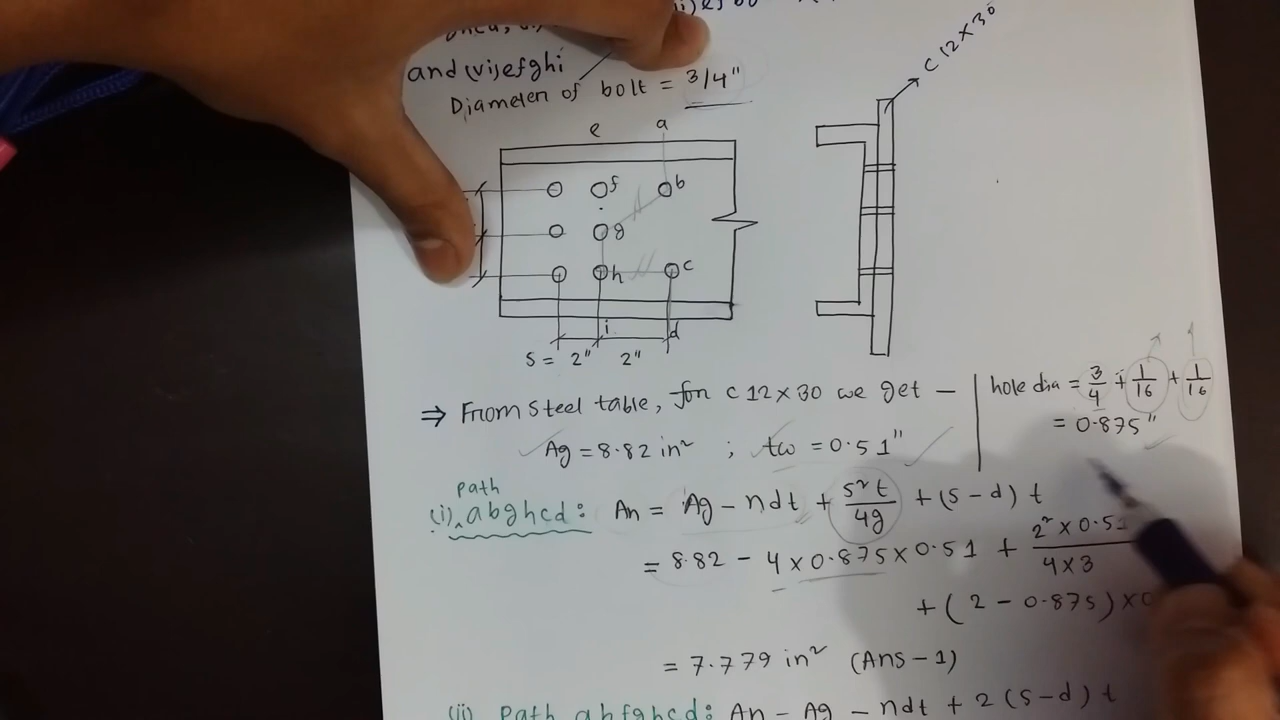 and (vi) efghi
Diameter of bolt = 3/4"
C 12 X 30
e a
f b
g
h c
i d
S = 2" 2"
⇒ From Steel table, for C 12 X 30 we get —
Ag = 8.82 in² ; tw = 0.51"
hole dia = 3/4 + 1/16 + 1/16
= 0.875"
path
(i) abghcd: An = Ag - ndt + s²t/4g + (s - d) t
= 8.82 - 4 x 0.875 x 0.51 + 2² x 0.51/4 x 3
+ ( 2 - 0.875) x 0
= 7.779 in² (Ans - 1)
(ii) Path abfghcd: An = Ag - ndt + 2 (s - d) t